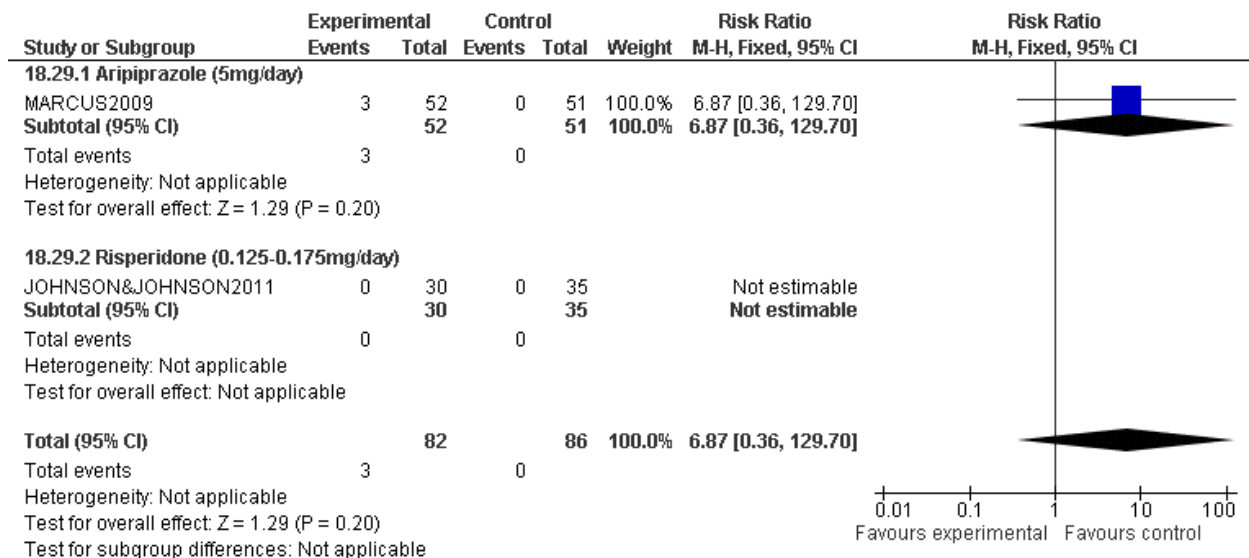 Experimental Control Risk Ratio Risk Ratio
Study or Subgroup Events Total Events Total Weight M-H, Fixed, 95% CI M-H, Fixed, 95% CI
18.29.1 Aripiprazole (5mg/day)
MARCUS2009 3 52 0 51 100.0% 6.87 [0.36, 129.70]
Subtotal (95% CI) 52 51 100.0% 6.87 [0.36, 129.70]
Total events 3 0
Heterogeneity: Not applicable
Test for overall effect: Z = 1.29 (P = 0.20)
18.29.2 Risperidone (0.125-0.175mg/day)
JOHNSON&JOHNSON2011 0 30 0 35 Not estimable
Subtotal (95% CI) 30 35 Not estimable
Total events 0 0
Heterogeneity: Not applicable
Test for overall effect: Not applicable
Total (95% CI) 82 86 100.0% 6.87 [0.36, 129.70]
Total events 3 0
Heterogeneity: Not applicable
Test for overall effect: Z = 1.29 (P = 0.20)
Test for subgroup differences: Not applicable
0.01 0.1 1 10 100
Favours experimental Favours control